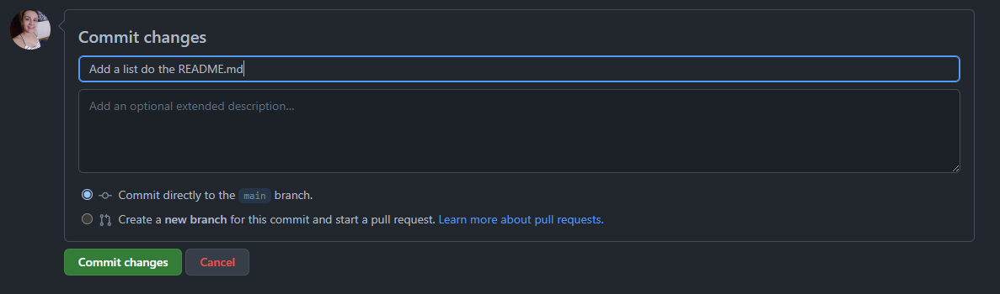 Commit changes
Add a list do the README.md
Add an optional extended description...
Commit directly to the main branch.
Create a new branch for this commit and start a pull request. Learn more about pull requests.
Commit changes
Cancel